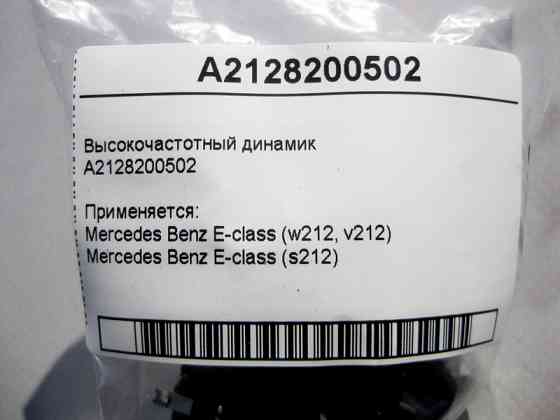 A2128200502
Высокочастотный динамик
A2128200502
Применяется:
Mercedes Benz E-class (w212, v212)
Mercedes Benz E-class (s212)